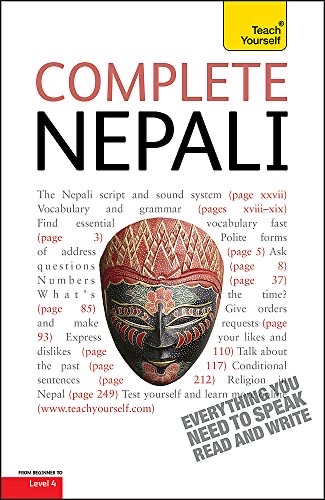 Teach®
Yourself
COMPLETE
NEPALI
The Nepali script and sound system (page xxvii)
Vocabulary and grammar (pages xviii–xix)
Find essential vocabulary fast
(page 3) Polite forms
of address (page 5) Ask
questions (page 8)
Numbers (page 37)
What's the time?
(page 85) Give orders
and make requests (page
93) Express your likes and
dislikes (page 110) Talk about
the past (page 117) Conditional
sentences (page 212) Religion
Nepal (page 249) Test yourself and learn more
(www.teachyourself.com)
EVERYTHING YOU
NEED TO SPEAK
READ AND WRITE
FROM BEGINNER TO
Level 4